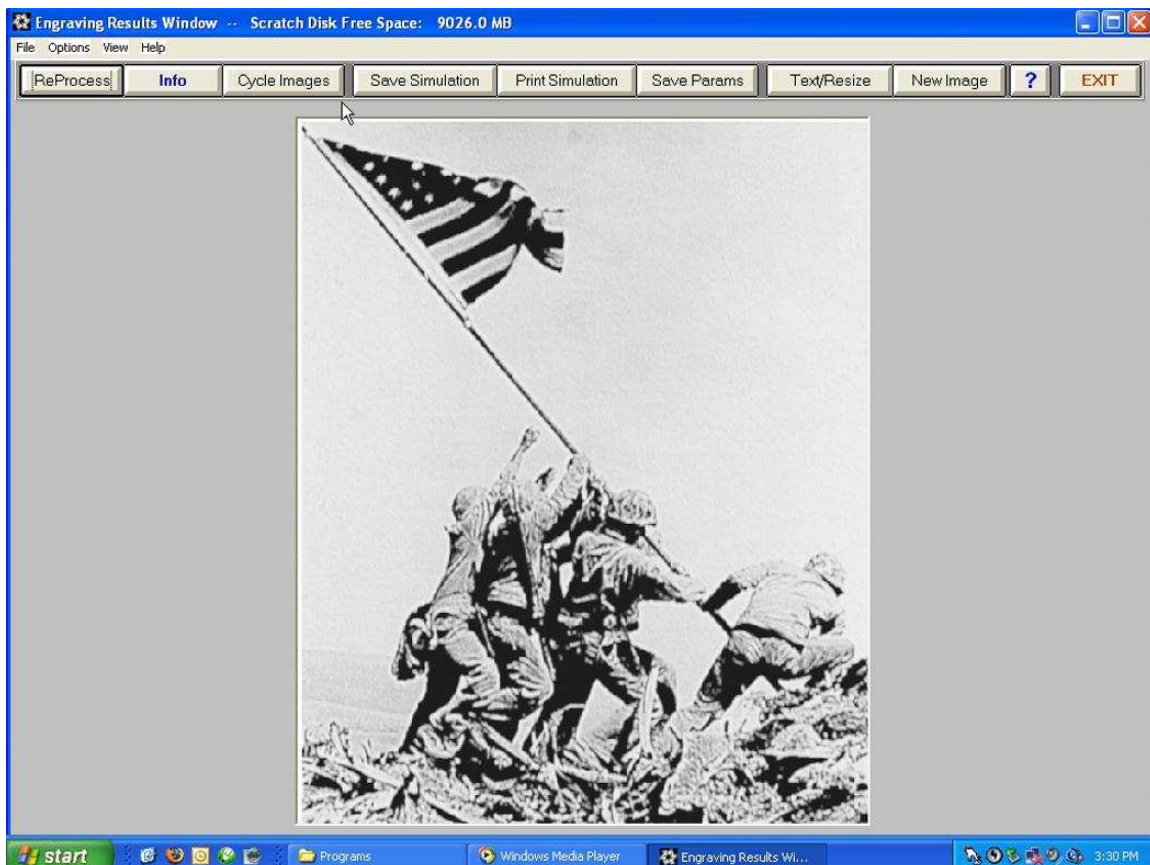 Engraving Results Window -- Scratch Disk Free Space: 9026.0 MB
File Options View Help
ReProcess Info Cycle Images Save Simulation Print Simulation Save Params Text/Resize New Image ? EXIT
start Programs Windows Media Player Engraving Results Wi... 3:30 PM